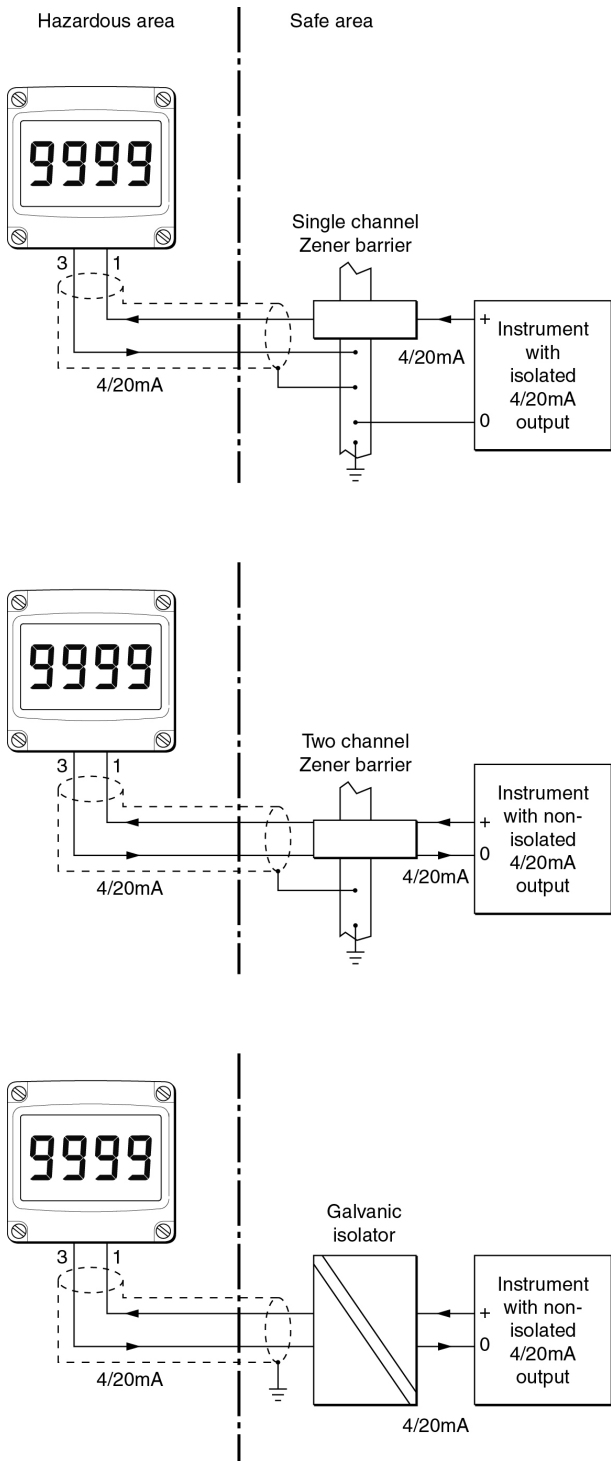 Hazardous area
Safe area
9999
Single channel
Zener barrier
3
1
+
Instrument
with
isolated
4/20mA
output
4/20mA
4/20mA
0
9999
Two channel
Zener barrier
3
1
+
0
Instrument
with non-
isolated
4/20mA
output
4/20mA
4/20mA
9999
Galvanic
isolator
3
1
+
0
Instrument
with non-
isolated
4/20mA
output
4/20mA
4/20mA